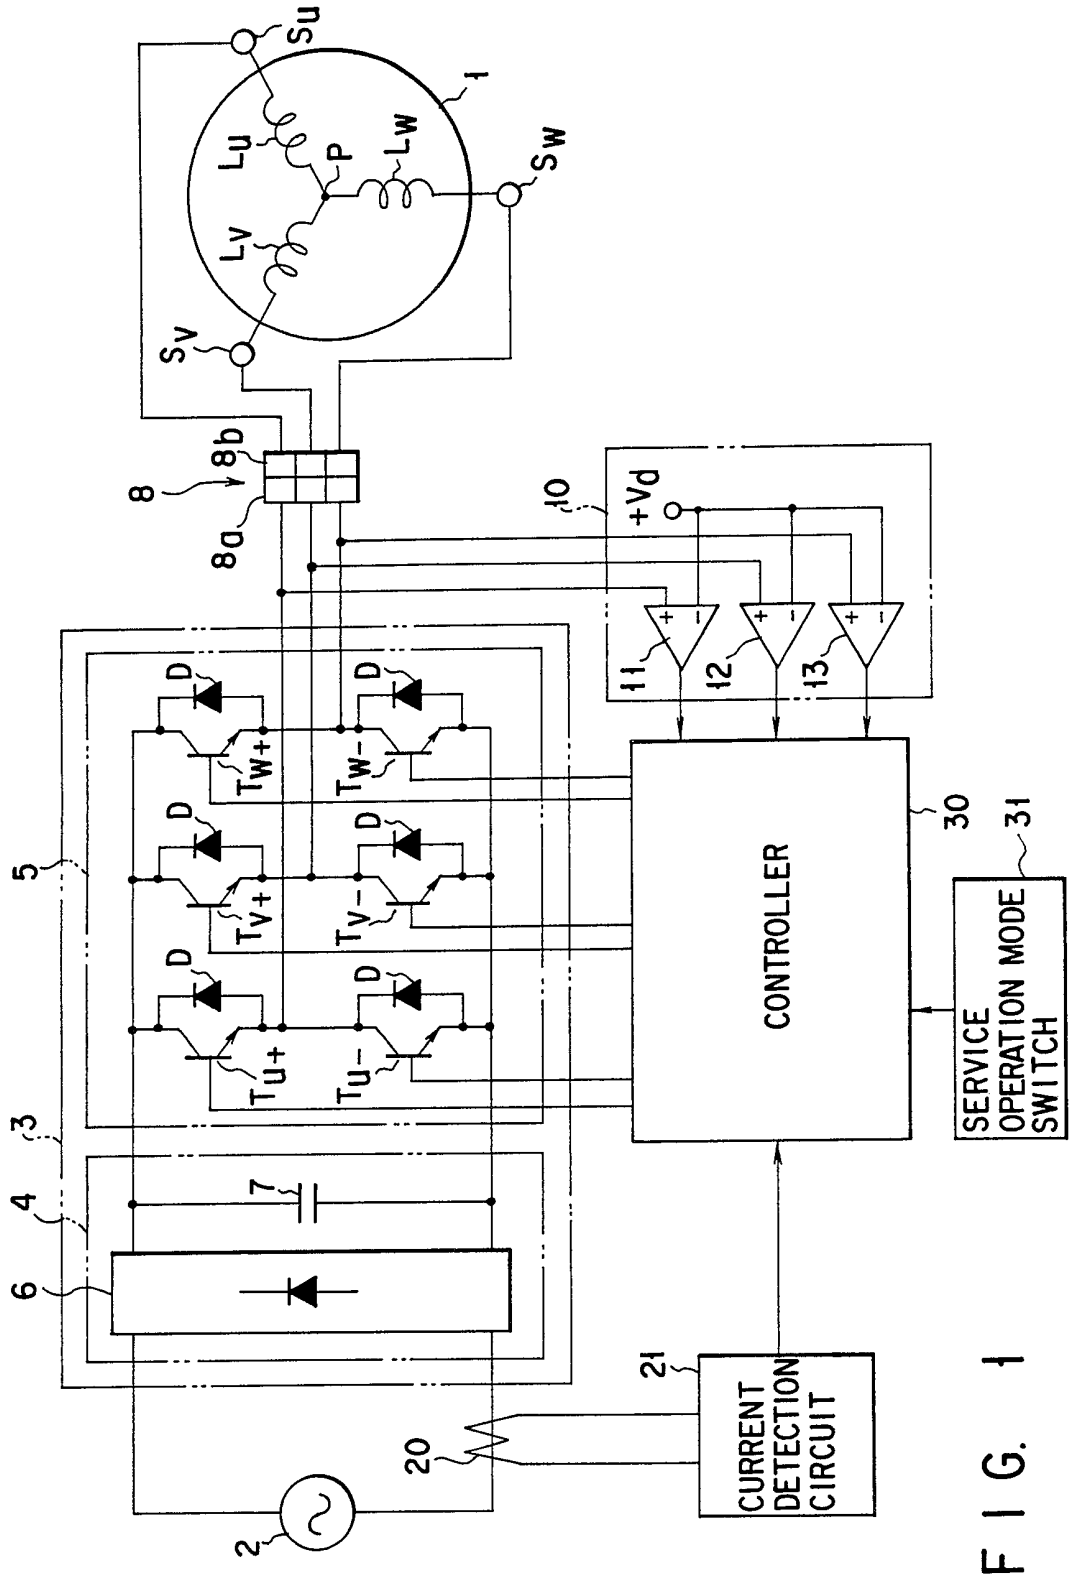 2
20
CURRENT
DETECTION
CIRCUIT
21
3
4
6
7
5
Tu+
D
Tu-
D
Tv+
D
Tv-
D
Tw+
D
Tw-
D
8
8a
8b
Su
Sv
Sw
Lu
Lv
Lw
P
1
10
+Vd
11
+
-
12
+
-
13
+
-
CONTROLLER
30
SERVICE
OPERATION MODE
SWITCH
31
FIG. 1